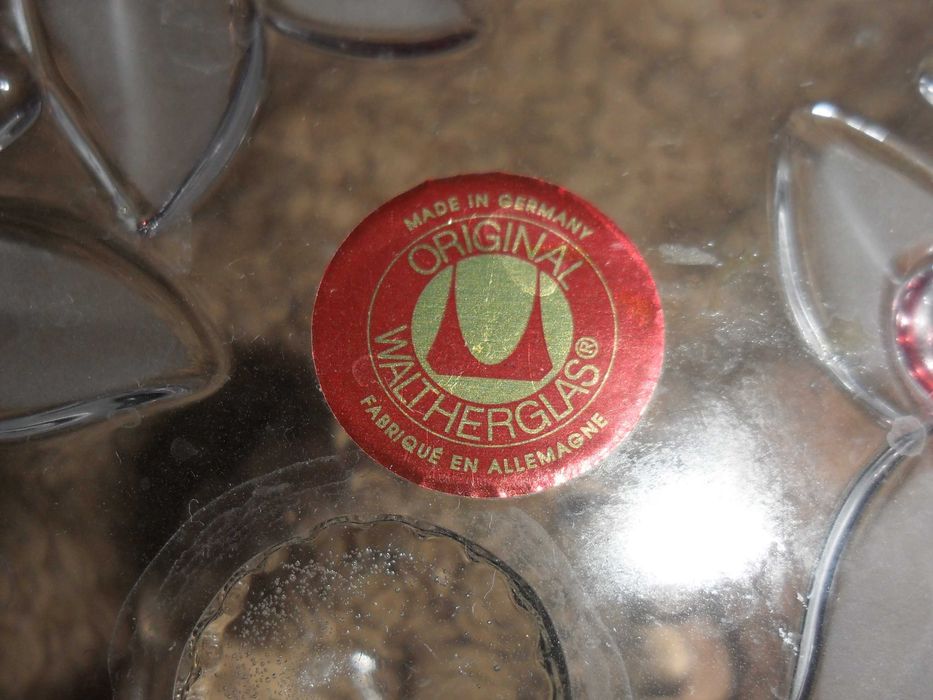 MADE IN GERMANY
ORIGINAL
WALTHERGLAS®
FABRIQUÉ EN ALLEMAGNE